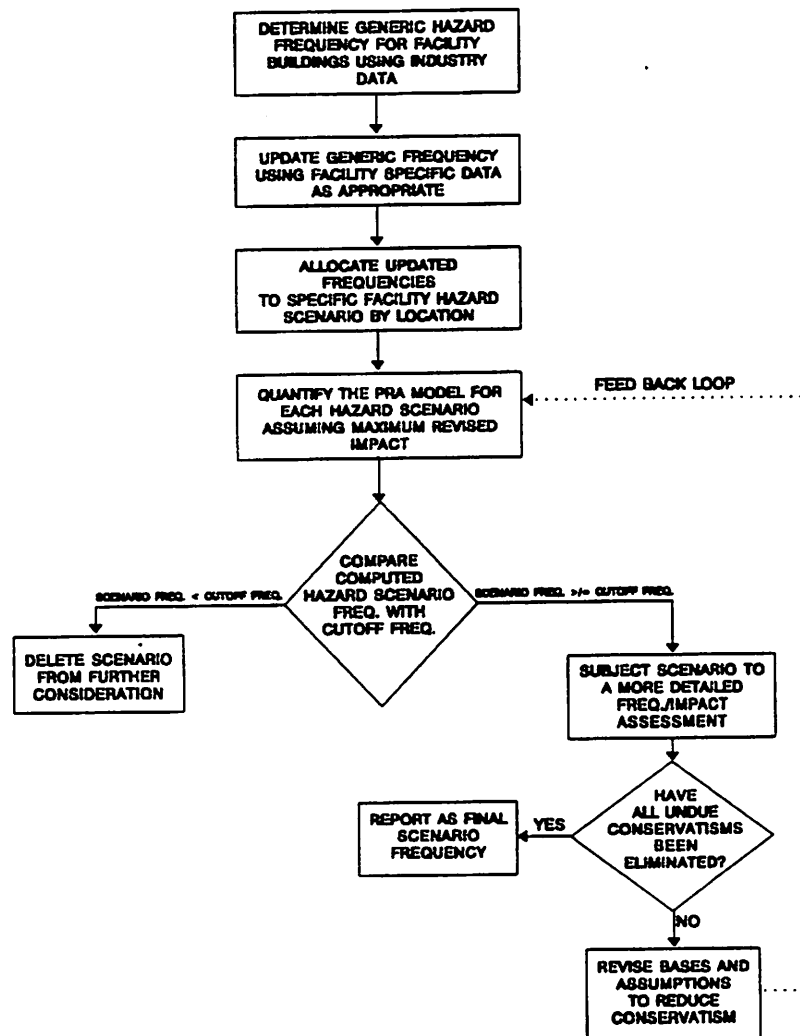 DETERMINE GENERIC HAZARD
FREQUENCY FOR FACILITY
BUILDINGS USING INDUSTRY
DATA
UPDATE GENERIC FREQUENCY
USING FACILITY SPECIFIC DATA
AS APPROPRIATE
ALLOCATE UPDATED
FREQUENCIES
TO SPECIFIC FACILITY HAZARD
SCENARIO BY LOCATION
QUANTIFY THE PRA MODEL FOR
EACH HAZARD SCENARIO
ASSUMING MAXIMUM REVISED
IMPACT
FEED BACK LOOP
COMPARE
COMPUTED
HAZARD SCENARIO
FREQ. WITH
CUTOFF FREQ.
SCENARIO FREQ. < CUTOFF FREQ.
SCENARIO FREQ. >/= CUTOFF FREQ.
DELETE SCENARIO
FROM FURTHER
CONSIDERATION
SUBJECT SCENARIO TO
A MORE DETAILED
FREQ./IMPACT
ASSESSMENT
HAVE
ALL UNDUE
CONSERVATISMS
BEEN
ELIMINATED?
YES
REPORT AS FINAL
SCENARIO
FREQUENCY
NO
REVISE BASES AND
ASSUMPTIONS
TO REDUCE
CONSERVATISM